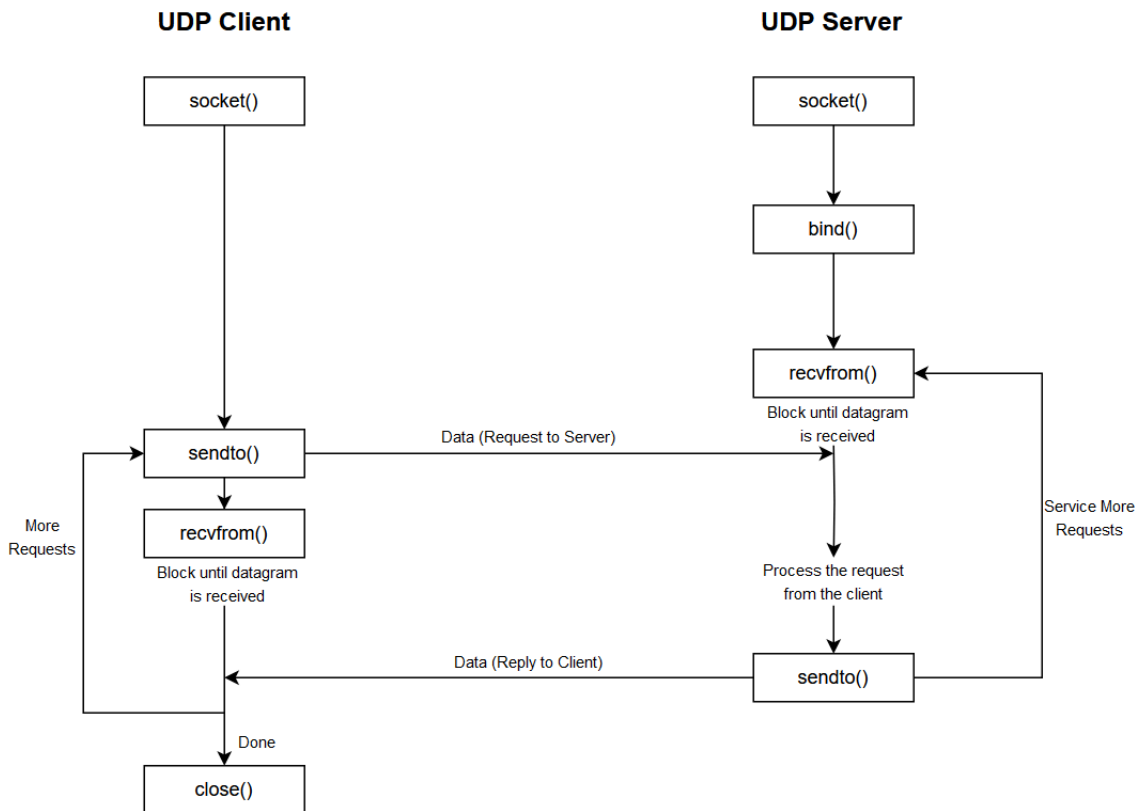 UDP Client
UDP Server
socket()
socket()
bind()
recvfrom()
Block until datagram
is received
Data (Request to Server)
sendto()
More
Requests
recvfrom()
Block until datagram
is received
Service More
Requests
Process the request
from the client
Data (Reply to Client)
sendto()
Done
close()